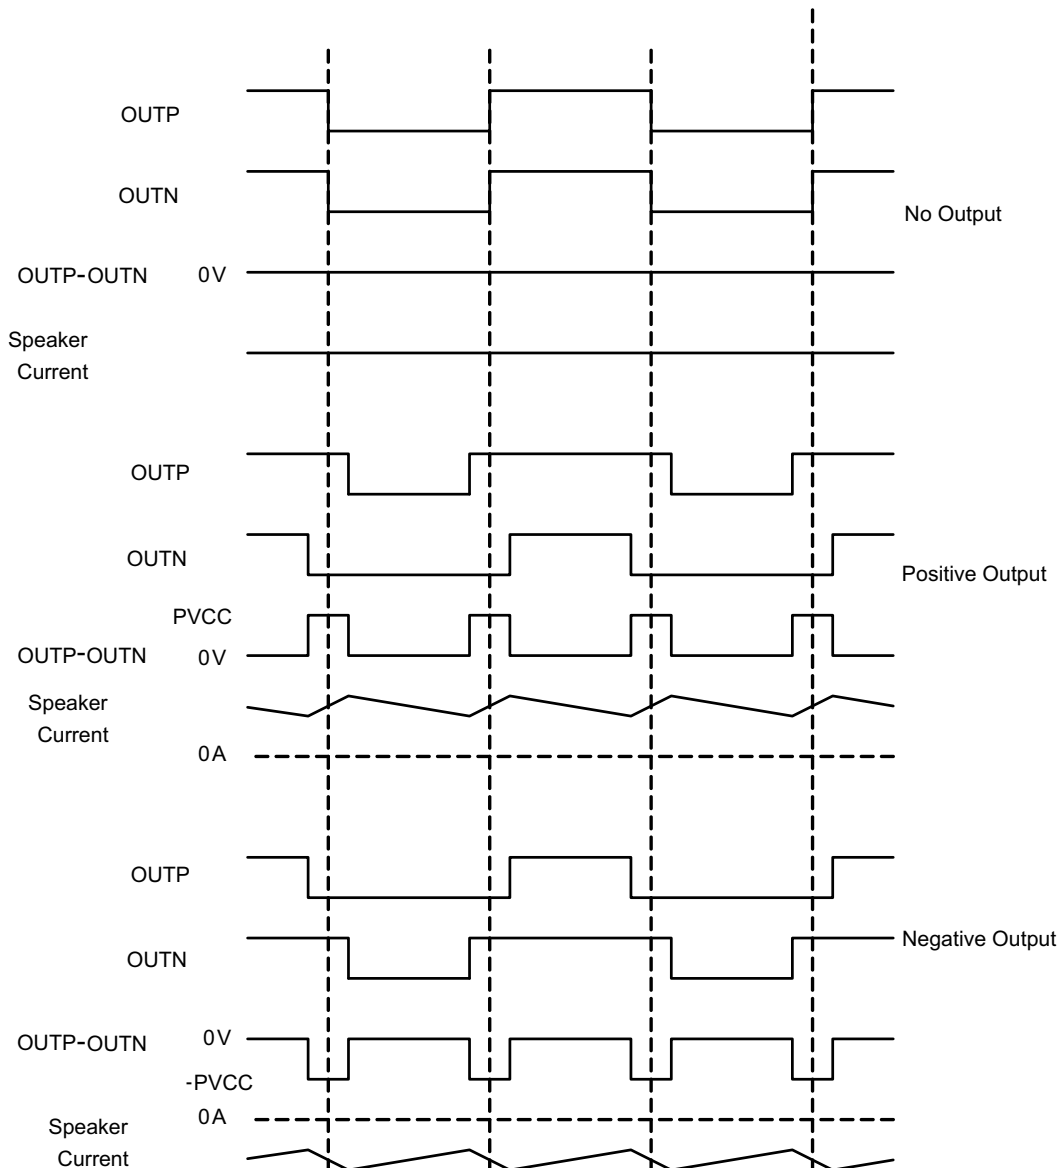 OUTP
OUTN
No Output
OUTP-OUTN 0V
Speaker
Current
OUTP
OUTN
Positive Output
PVCC
OUTP-OUTN 0V
Speaker
Current
0A
OUTP
OUTN
Negative Output
OUTP-OUTN 0V
-PVCC
0A
Speaker
Current